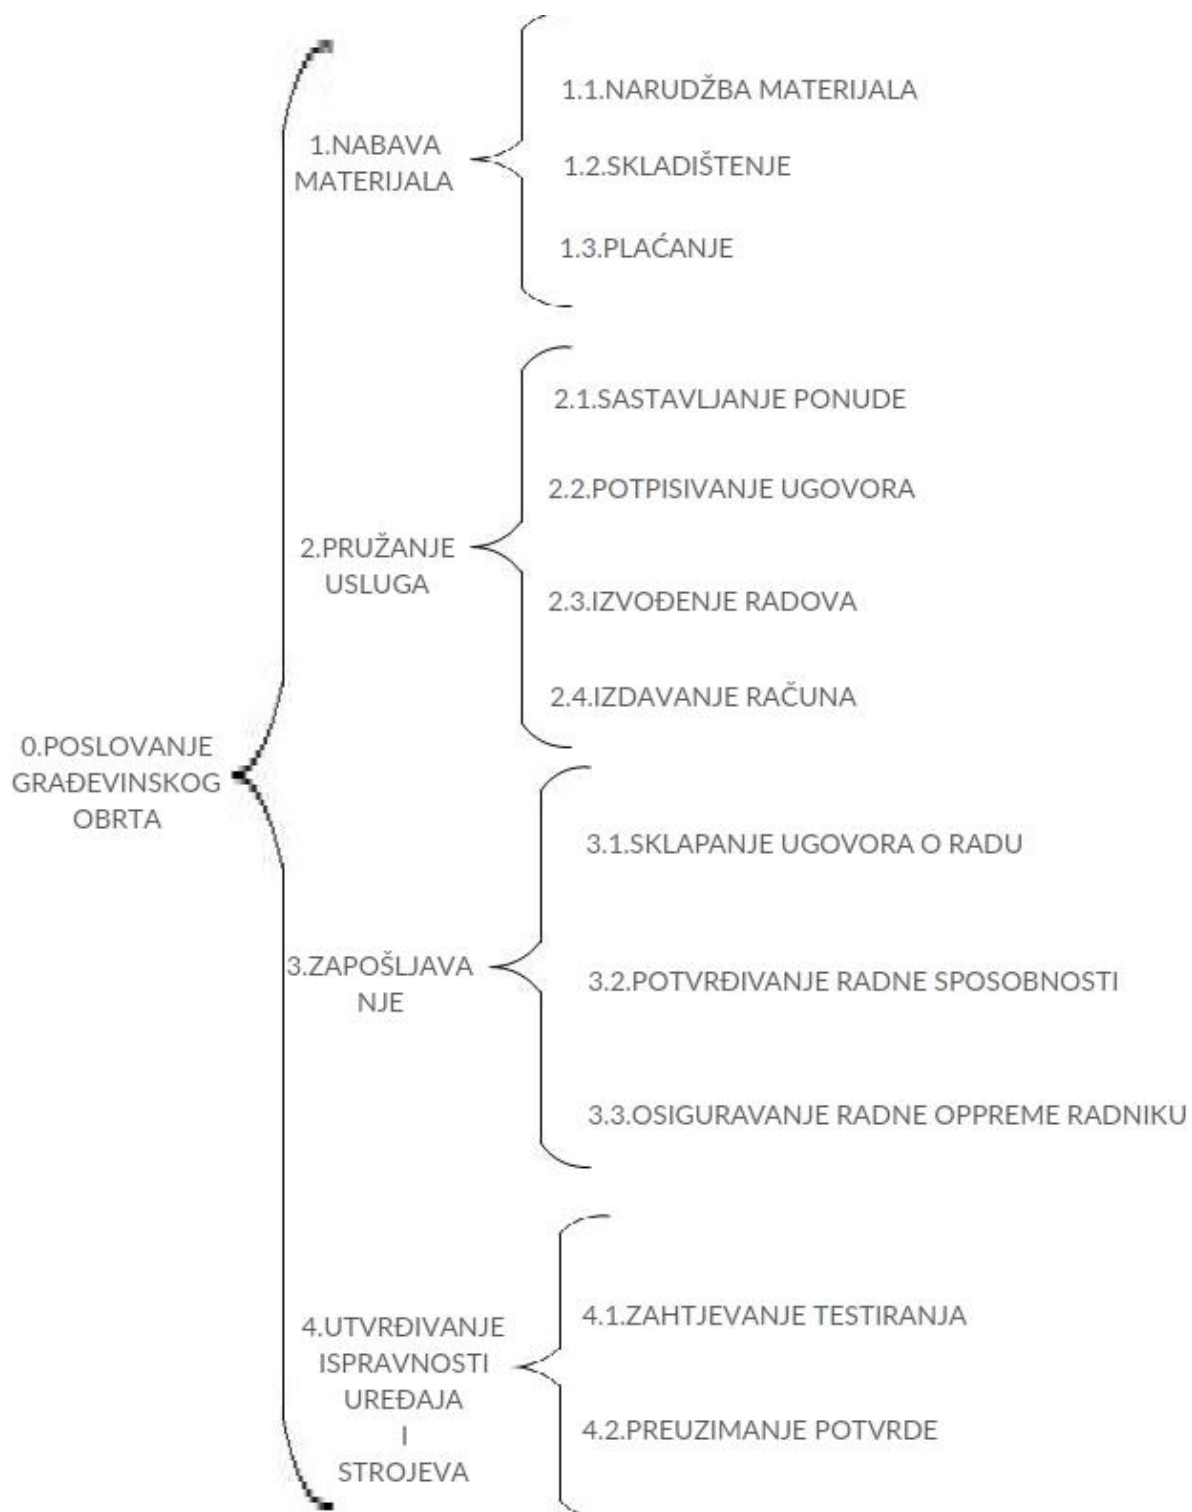 0.POSLOVANJE
GRAĐEVINSKOG
OBRTA
1.NABAVA
MATERIJALA
1.1.NARUDŽBA MATERIJALA
1.2.SKLADIŠTENJE
1.3.PLAĆANJE
2.PRUŽANJE
USLUGA
2.1.SASTAVLJANJE PONUDE
2.2.POTPISIVANJE UGOVORA
2.3.IZVOĐENJE RADOVA
2.4.IZDAVANJE RAČUNA
3.ZAPOŠLJAVA
NJE
3.1.SKLAPANJE UGOVORA O RADU
3.2.POTVRĐIVANJE RADNE SPOSOBNOSTI
3.3.OSIGURAVANJE RADNE OPPREME RADNIKU
4.UTVRĐIVANJE
ISPRAVNOSTI
UREĐAJA
I
STROJEVA
4.1.ZAHTJEVANJE TESTIRANJA
4.2.PREUZIMANJE POTVRDE